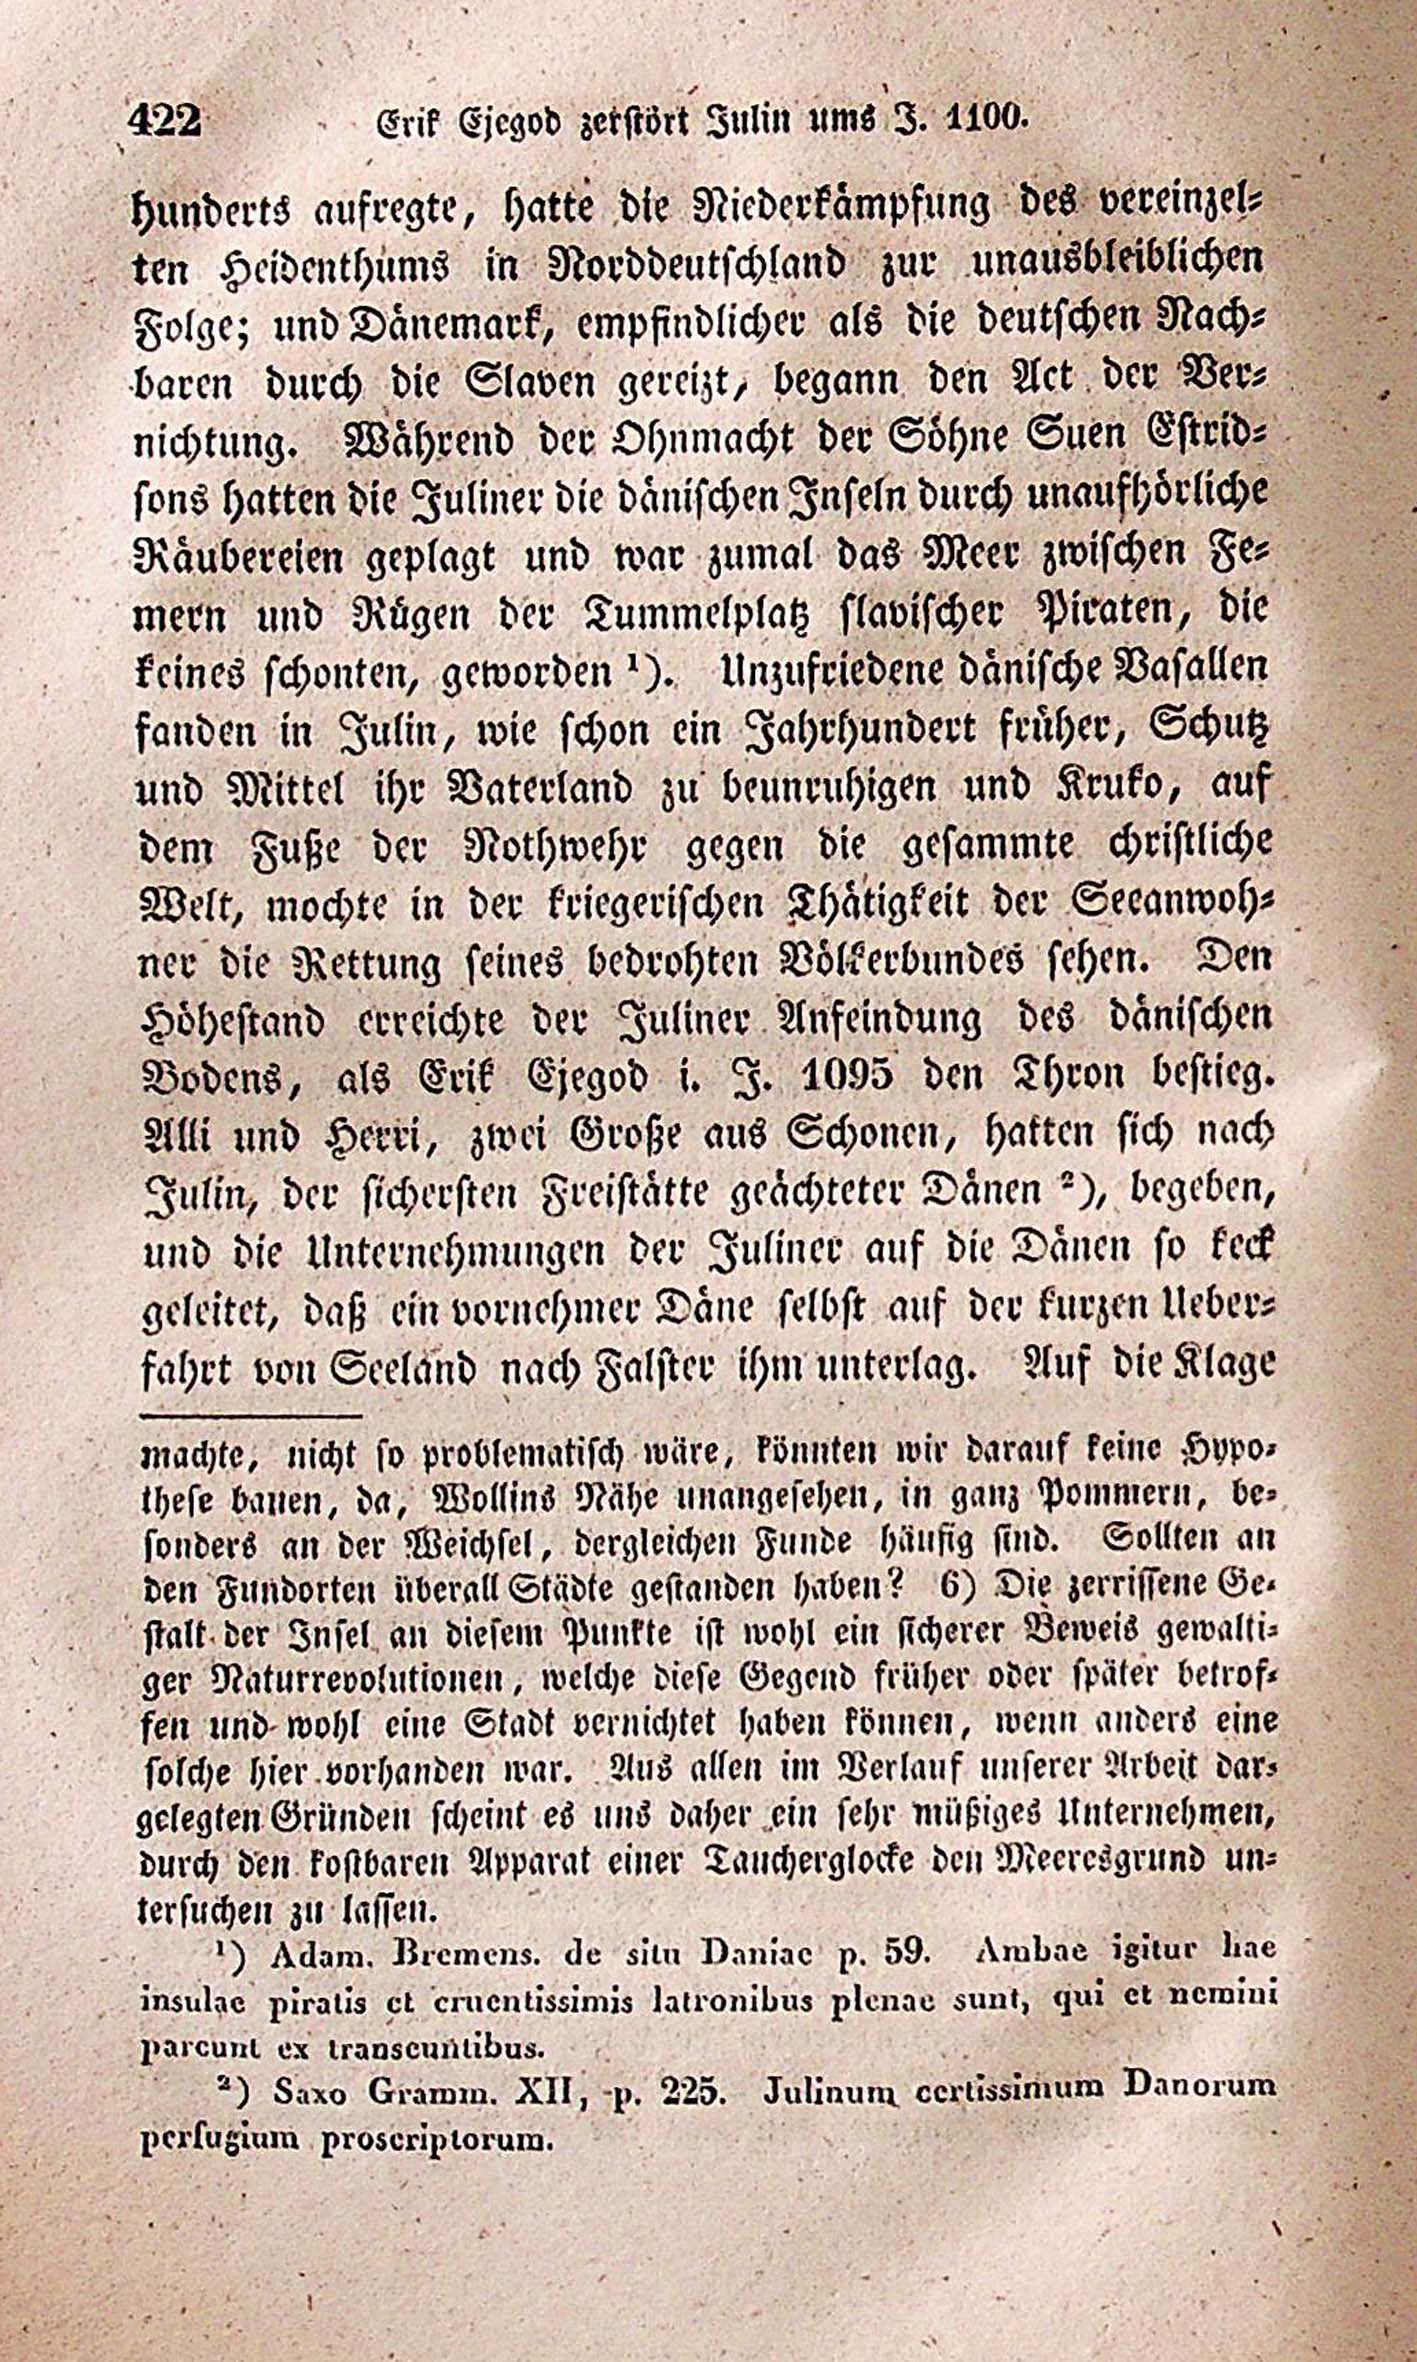 422 Erik Ejegod zerstört Julin ums J. 1100.
hunderts aufregte, hatte die Niederkämpfung des vereinzel-
ten Heidenthums in Norddeutschland zur unausbleiblichen
Folge; und Dänemark, empfindlicher als die deutschen Nach-
baren durch die Slaven gereizt, begann den Act der Ver-
nichtung. Während der Ohnmacht der Söhne Suen Estrid-
sons hatten die Juliner die dänischen Inseln durch unaufhörliche
Räubereien geplagt und war zumal das Meer zwischen Fe-
mern und Rügen der Tummelplatz slavischer Piraten, die
keines schonten, geworden ¹). Unzufriedene dänische Vasallen
fanden in Julin, wie schon ein Jahrhundert früher, Schutz
und Mittel ihr Vaterland zu beunruhigen und Kruko, auf
dem Fuße der Nothwehr gegen die gesammte christliche
Welt, mochte in der kriegerischen Thätigkeit der Seeanwoh-
ner die Rettung seines bedrohten Völkerbundes sehen. Den
Höhestand erreichte der Juliner Anfeindung des dänischen
Bodens, als Erik Ejegod i. J. 1095 den Thron bestieg.
Alli und Herri, zwei Große aus Schonen, hatten sich nach
Julin, der sichersten Freistätte geächteter Dänen ²), begeben,
und die Unternehmungen der Juliner auf die Dänen so keck
geleitet, daß ein vornehmer Däne selbst auf der kurzen Ueber-
fahrt von Seeland nach Falster ihm unterlag. Auf die Klage
machte, nicht so problematisch wäre, könnten wir darauf keine Hypo-
these bauen, da, Wollins Nähe unangesehen, in ganz Pommern, be-
sonders an der Weichsel, dergleichen Funde häufig sind. Sollten an
den Fundorten überall Städte gestanden haben? 6) Die zerrissene Ge-
stalt der Insel an diesem Punkte ist wohl ein sicherer Beweis gewalti-
ger Naturrevolutionen, welche diese Gegend früher oder später betrof-
fen und wohl eine Stadt vernichtet haben können, wenn anders eine
solche hier vorhanden war. Aus allen im Verlauf unserer Arbeit dar-
gelegten Gründen scheint es uns daher ein sehr müßiges Unternehmen,
durch den kostbaren Apparat einer Taucherglocke den Meeresgrund un-
tersuchen zu lassen.
¹) Adam. Bremens. de situ Daniae p. 59. Ambae igitur hae
insulae piratis et cruentissimis latronibus plenae sunt, qui et nemini
parcunt ex transeuntibus.
²) Saxo Gramm. XII, p. 225. Julinum certissimum Danorum
perfugium proscriptorum.